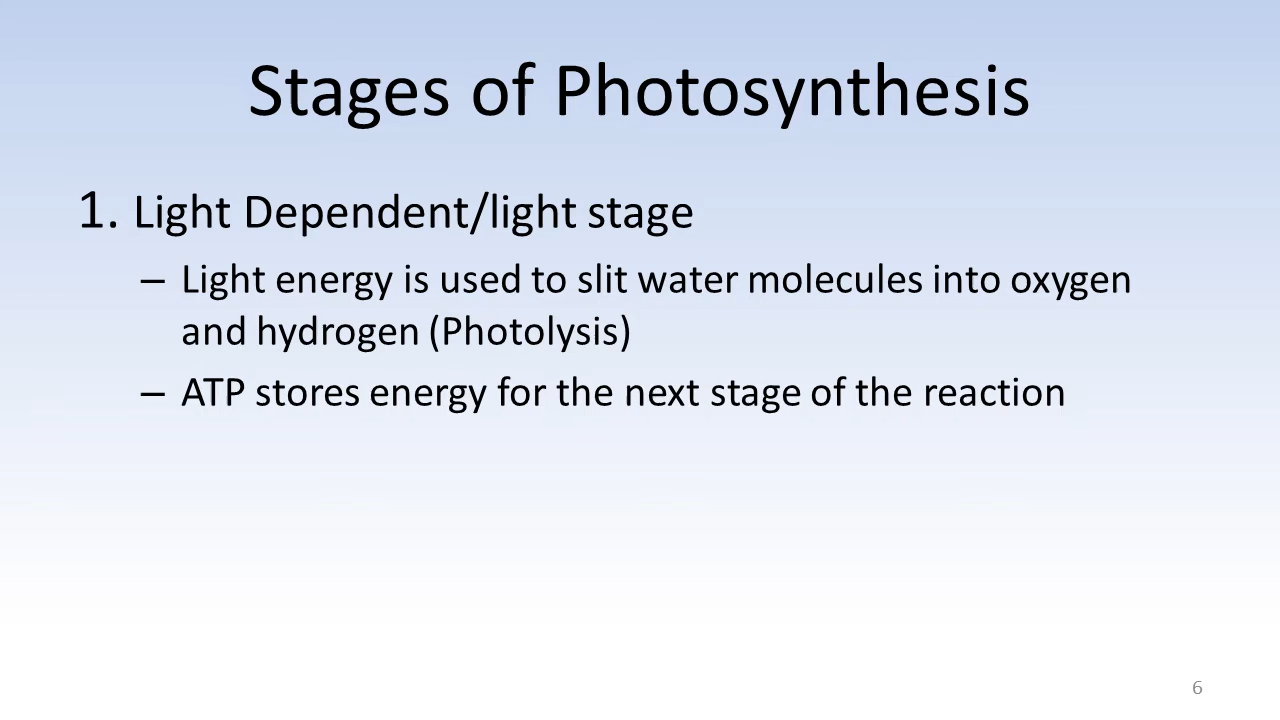 Stages of Photosynthesis
1. Light Dependent/light stage
– Light energy is used to slit water molecules into oxygen
and hydrogen (Photolysis)
– ATP stores energy for the next stage of the reaction
6